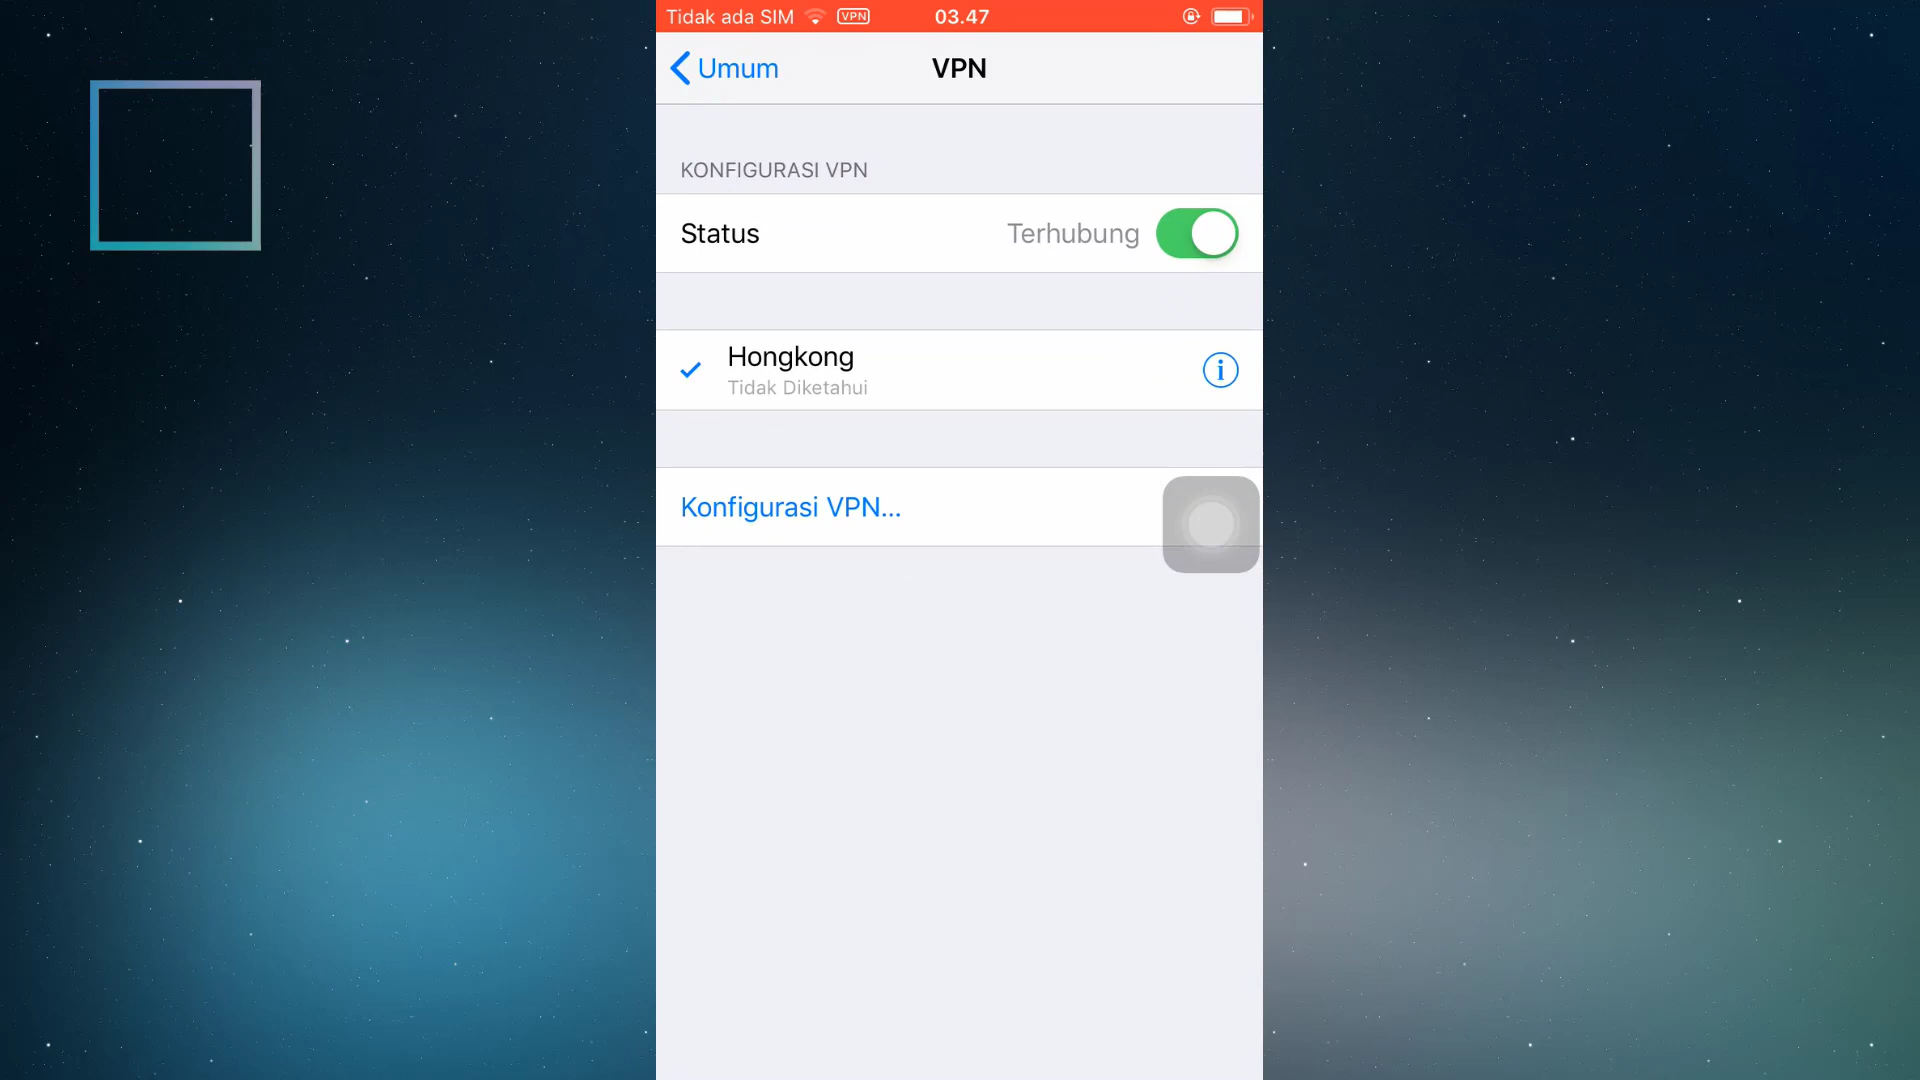 Tidak ada SIM VPN 03.47
Umum VPN
KONFIGURASI VPN
Status Terhubung
Hongkong
Tidak Diketahui
Konfigurasi VPN...